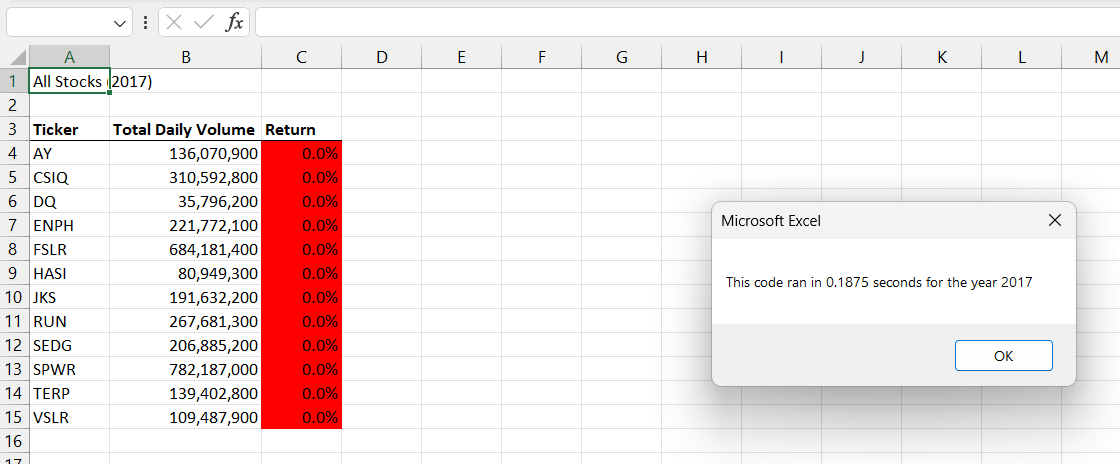 fx
A B C D E F G H I J K L M
1 All Stocks (2017)
2
3 Ticker Total Daily Volume Return
4 AY 136,070,900 0.0%
5 CSIQ 310,592,800 0.0%
6 DQ 35,796,200 0.0%
7 ENPH 221,772,100 0.0%
8 FSLR 684,181,400 0.0%
9 HASI 80,949,300 0.0%
10 JKS 191,632,200 0.0%
11 RUN 267,681,300 0.0%
12 SEDG 206,885,200 0.0%
13 SPWR 782,187,000 0.0%
14 TERP 139,402,800 0.0%
15 VSLR 109,487,900 0.0%
16
17
Microsoft Excel
This code ran in 0.1875 seconds for the year 2017
OK